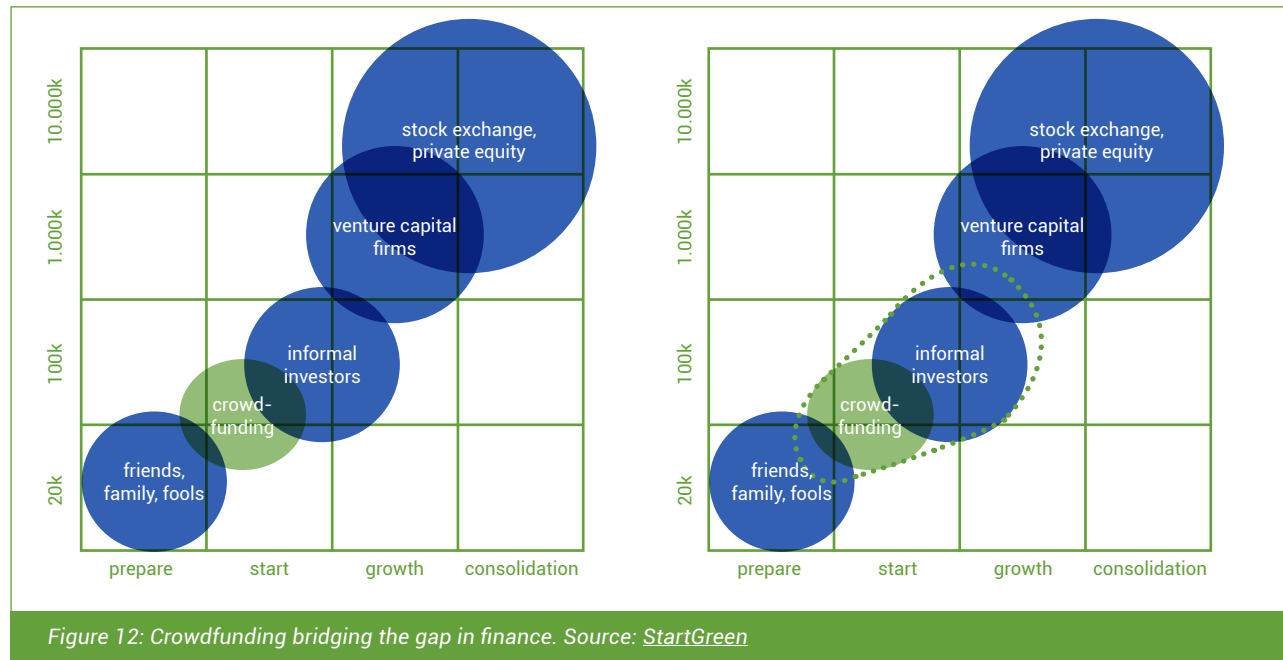 10.000k
1.000k
100k
20k
stock exchange,
private equity
venture capital
firms
informal
investors
crowd-
funding
friends,
family, fools
prepare
start
growth
consolidation
10.000k
1.000k
100k
20k
stock exchange,
private equity
venture capital
firms
informal
investors
crowd-
funding
friends,
family, fools
prepare
start
growth
consolidation
Figure 12: Crowdfunding bridging the gap in finance. Source: StartGreen